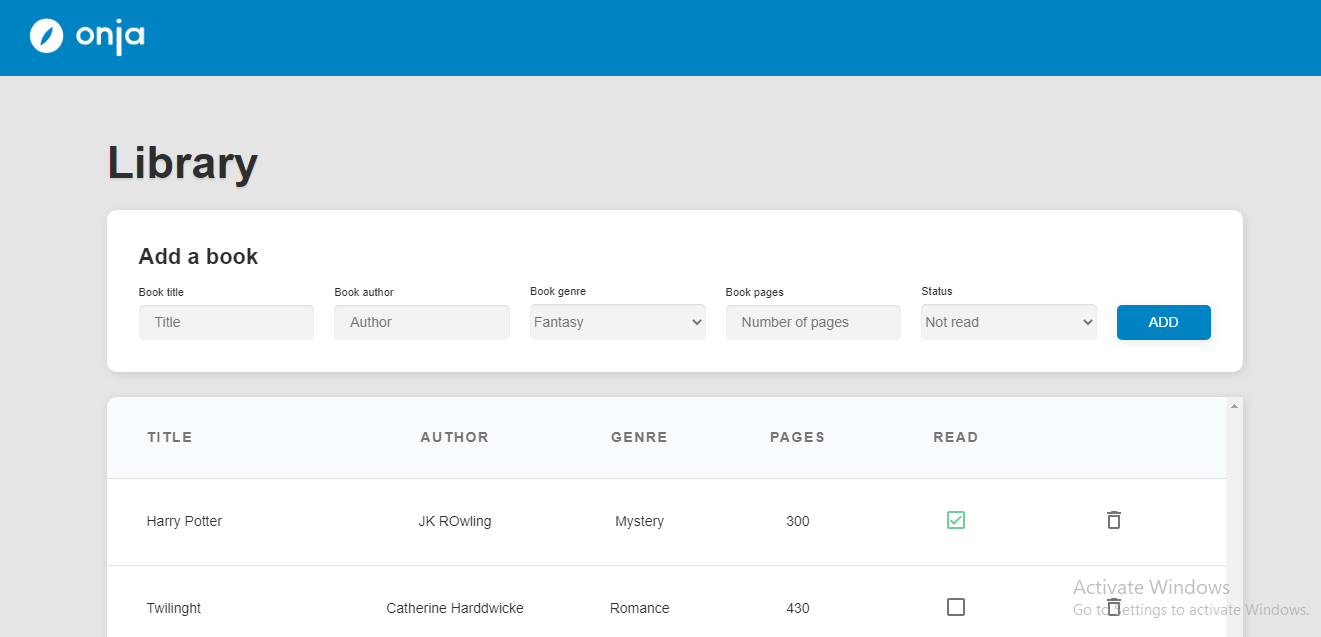 onja
Library
Add a book
Book title Book author Book genre Book pages Status
Title Author Fantasy Number of pages Not read ADD
TITLE AUTHOR GENRE PAGES READ
Harry Potter JK ROwling Mystery 300
Twilinght Catherine Harddwicke Romance 430
Activate Windows
Go to Settings to activate Windows.